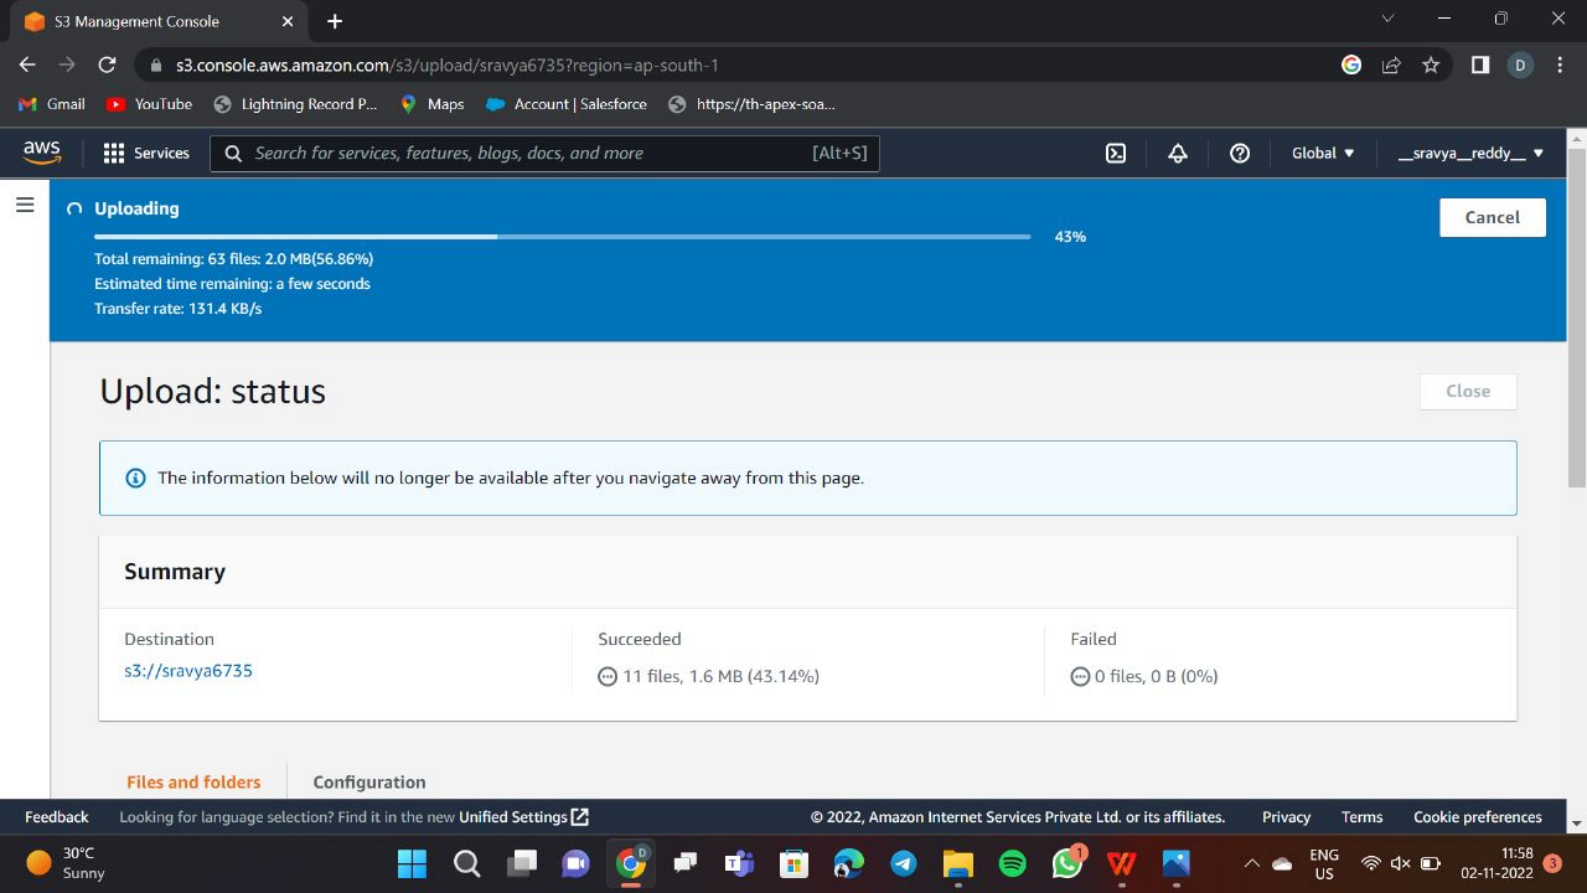 S3 Management Console
s3.console.aws.amazon.com/s3/upload/sravya6735?region=ap-south-1
D
Gmail YouTube Lightning Record P... Maps Account | Salesforce https://th-apex-soa...
aws Services Search for services, features, blogs, docs, and more [Alt+S] Global __sravya__reddy__
Uploading
Cancel
43%
Total remaining: 63 files: 2.0 MB(56.86%)
Estimated time remaining: a few seconds
Transfer rate: 131.4 KB/s
Upload: status
Close
The information below will no longer be available after you navigate away from this page.
Summary
Destination Succeeded Failed
s3://sravya6735 11 files, 1.6 MB (43.14%) 0 files, 0 B (0%)
Files and folders Configuration
Feedback Looking for language selection? Find it in the new Unified Settings © 2022, Amazon Internet Services Private Ltd. or its affiliates. Privacy Terms Cookie preferences
30°C ENG 11:58
Sunny US 02-11-2022 3
D
1